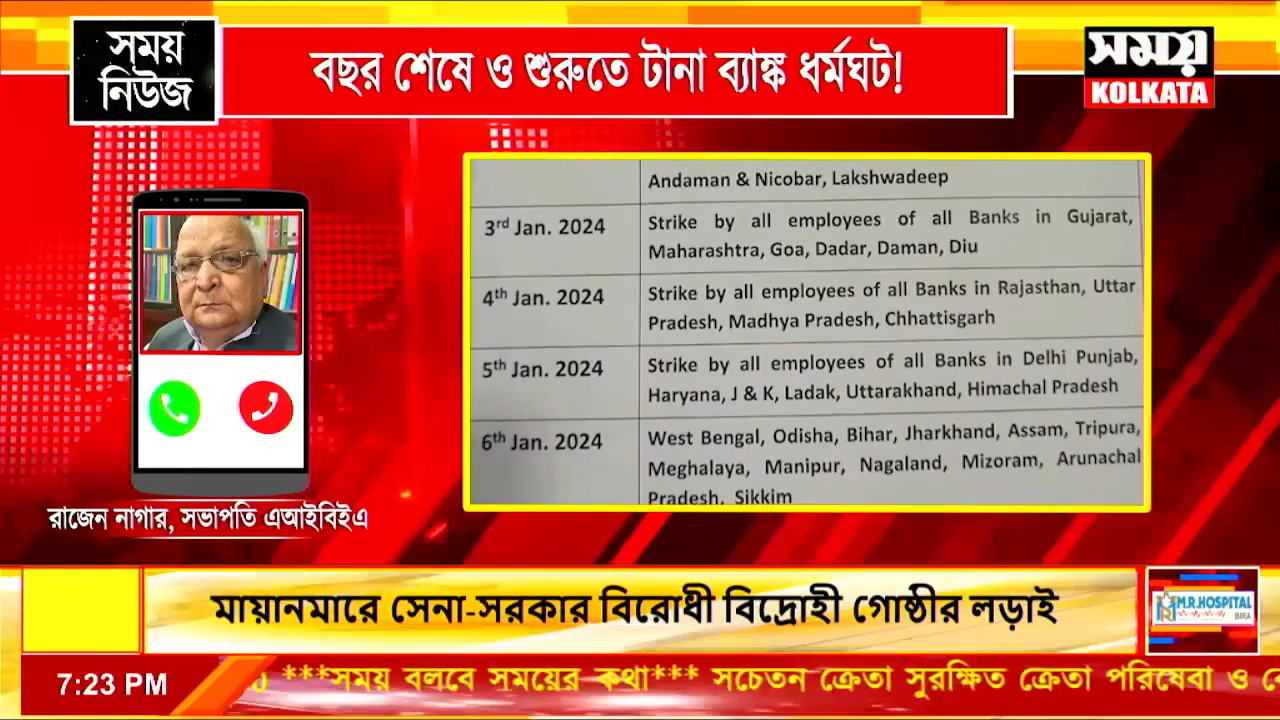 সময়
নিউজ
বছর শেষে ও শুরুতে টানা ব্যাঙ্ক ধর্মঘট!
সময়
KOLKATA
Andaman & Nicobar, Lakshwadeep
3rd Jan. 2024
Strike by all employees of all Banks in Gujarat,
Maharashtra, Goa, Dadar, Daman, Diu
4th Jan. 2024
Strike by all employees of all Banks in Rajasthan, Uttar
Pradesh, Madhya Pradesh, Chhattisgarh
5th Jan. 2024
Strike by all employees of all Banks in Delhi Punjab,
Haryana, J & K, Ladak, Uttarakhand, Himachal Pradesh
6th Jan. 2024
West Bengal, Odisha, Bihar, Jharkhand, Assam, Tripura,
Meghalaya, Manipur, Nagaland, Mizoram, Arunachal
Pradesh, Sikkim
রাজেন নাগার, সভাপতি এআইবিইএ
মায়ানমারে সেনা-সরকার বিরোধী বিদ্রোহী গোষ্ঠীর লড়াই
M.R.HOSPITAL
BIRA
7:23 PM
***সময় বলবে সময়ের কথা*** সচেতন ক্রেতা সুরক্ষিত ক্রেতা পরিষেবা ও